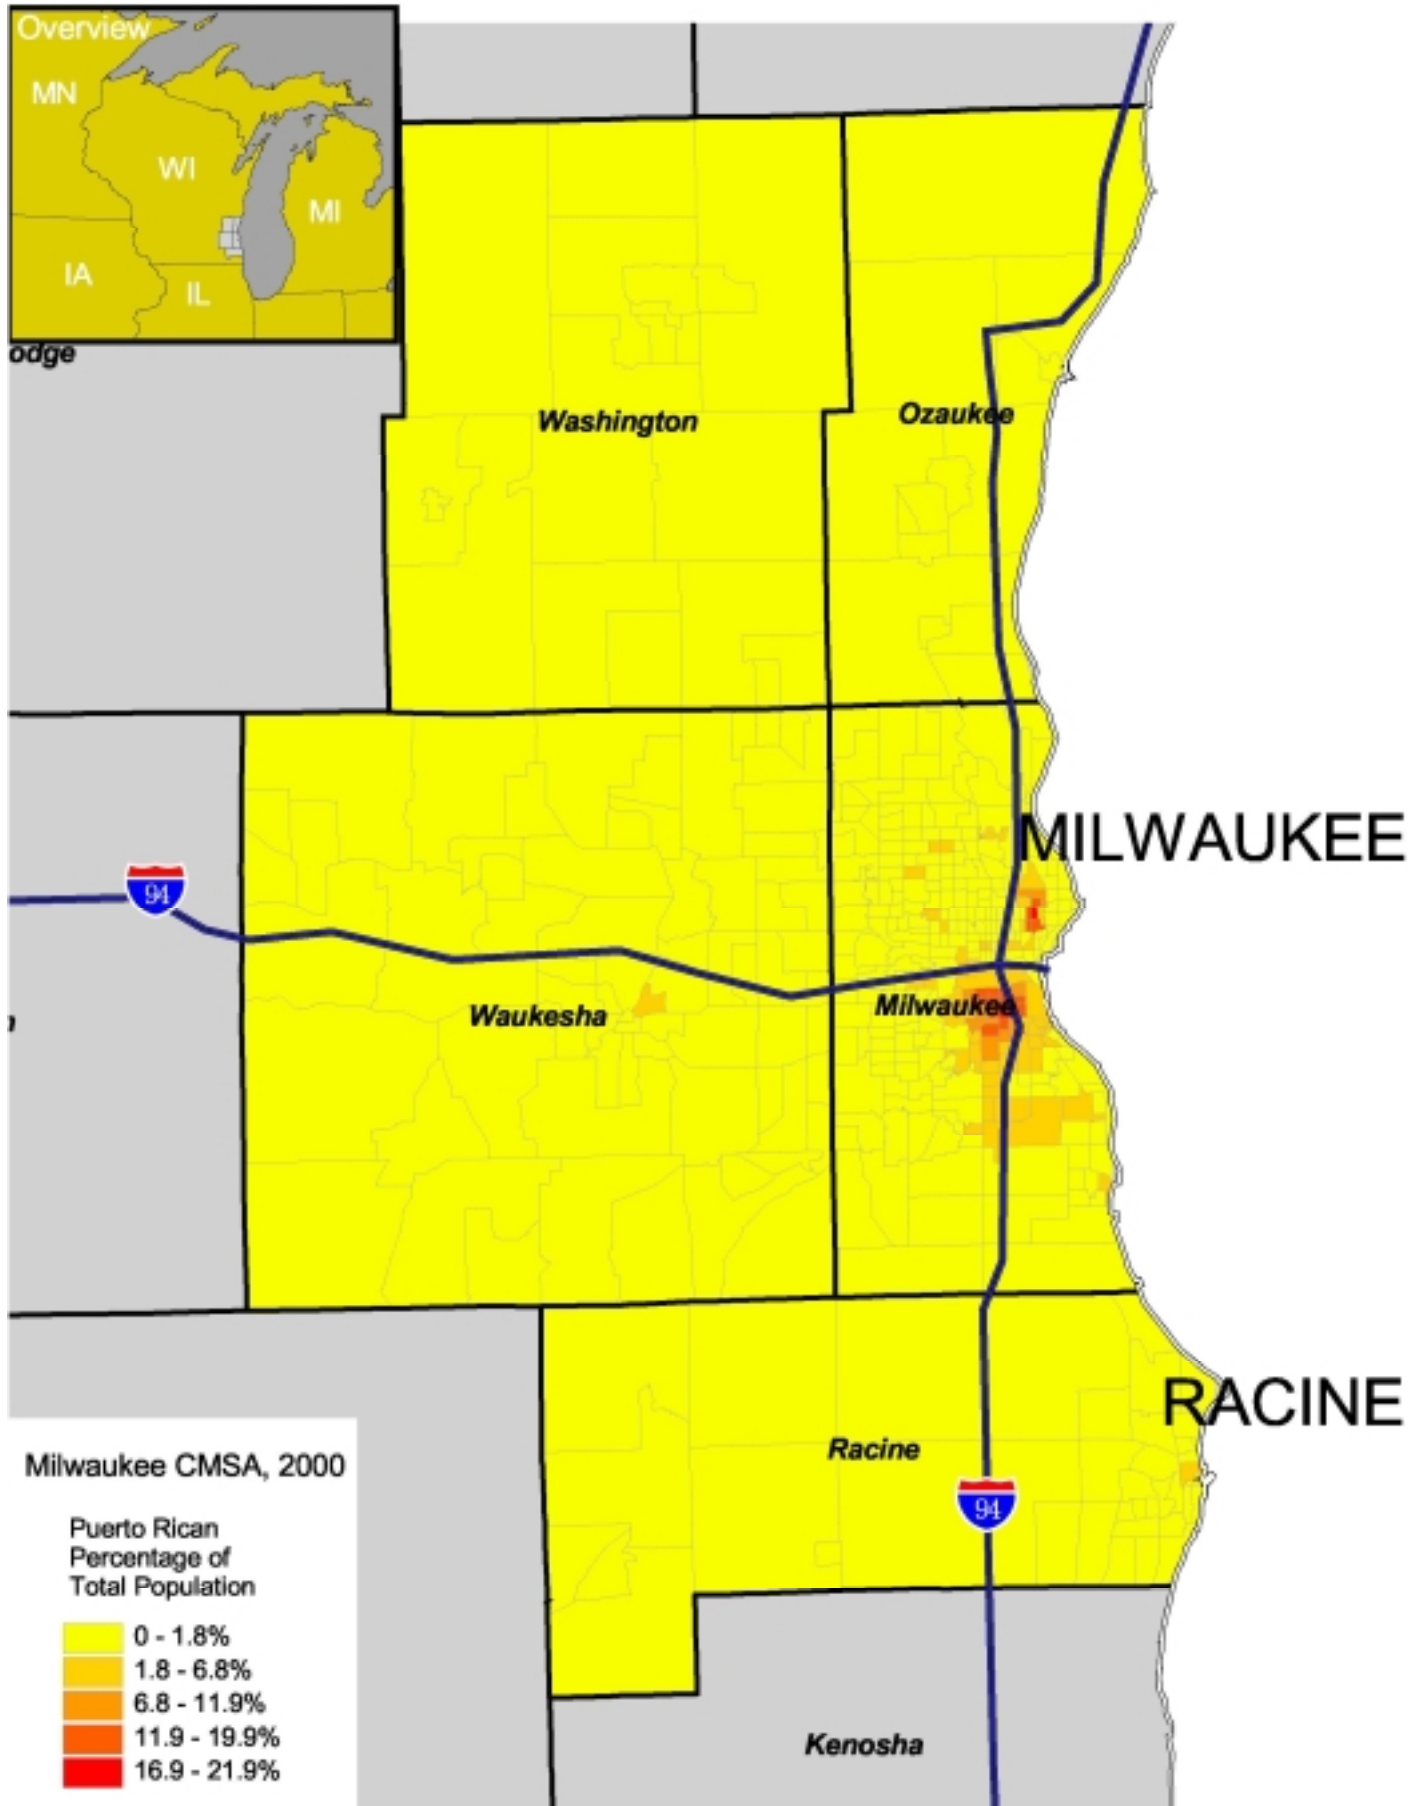 Overview
MN
WI
MI
IA
IL
odge
Washington
Ozaukee
MILWAUKEE
94
Waukesha
Milwaukee
RACINE
Racine
94
Milwaukee CMSA, 2000
Puerto Rican
Percentage of
Total Population
0 - 1.8%
1.8 - 6.8%
6.8 - 11.9%
11.9 - 19.9%
16.9 - 21.9%
Kenosha